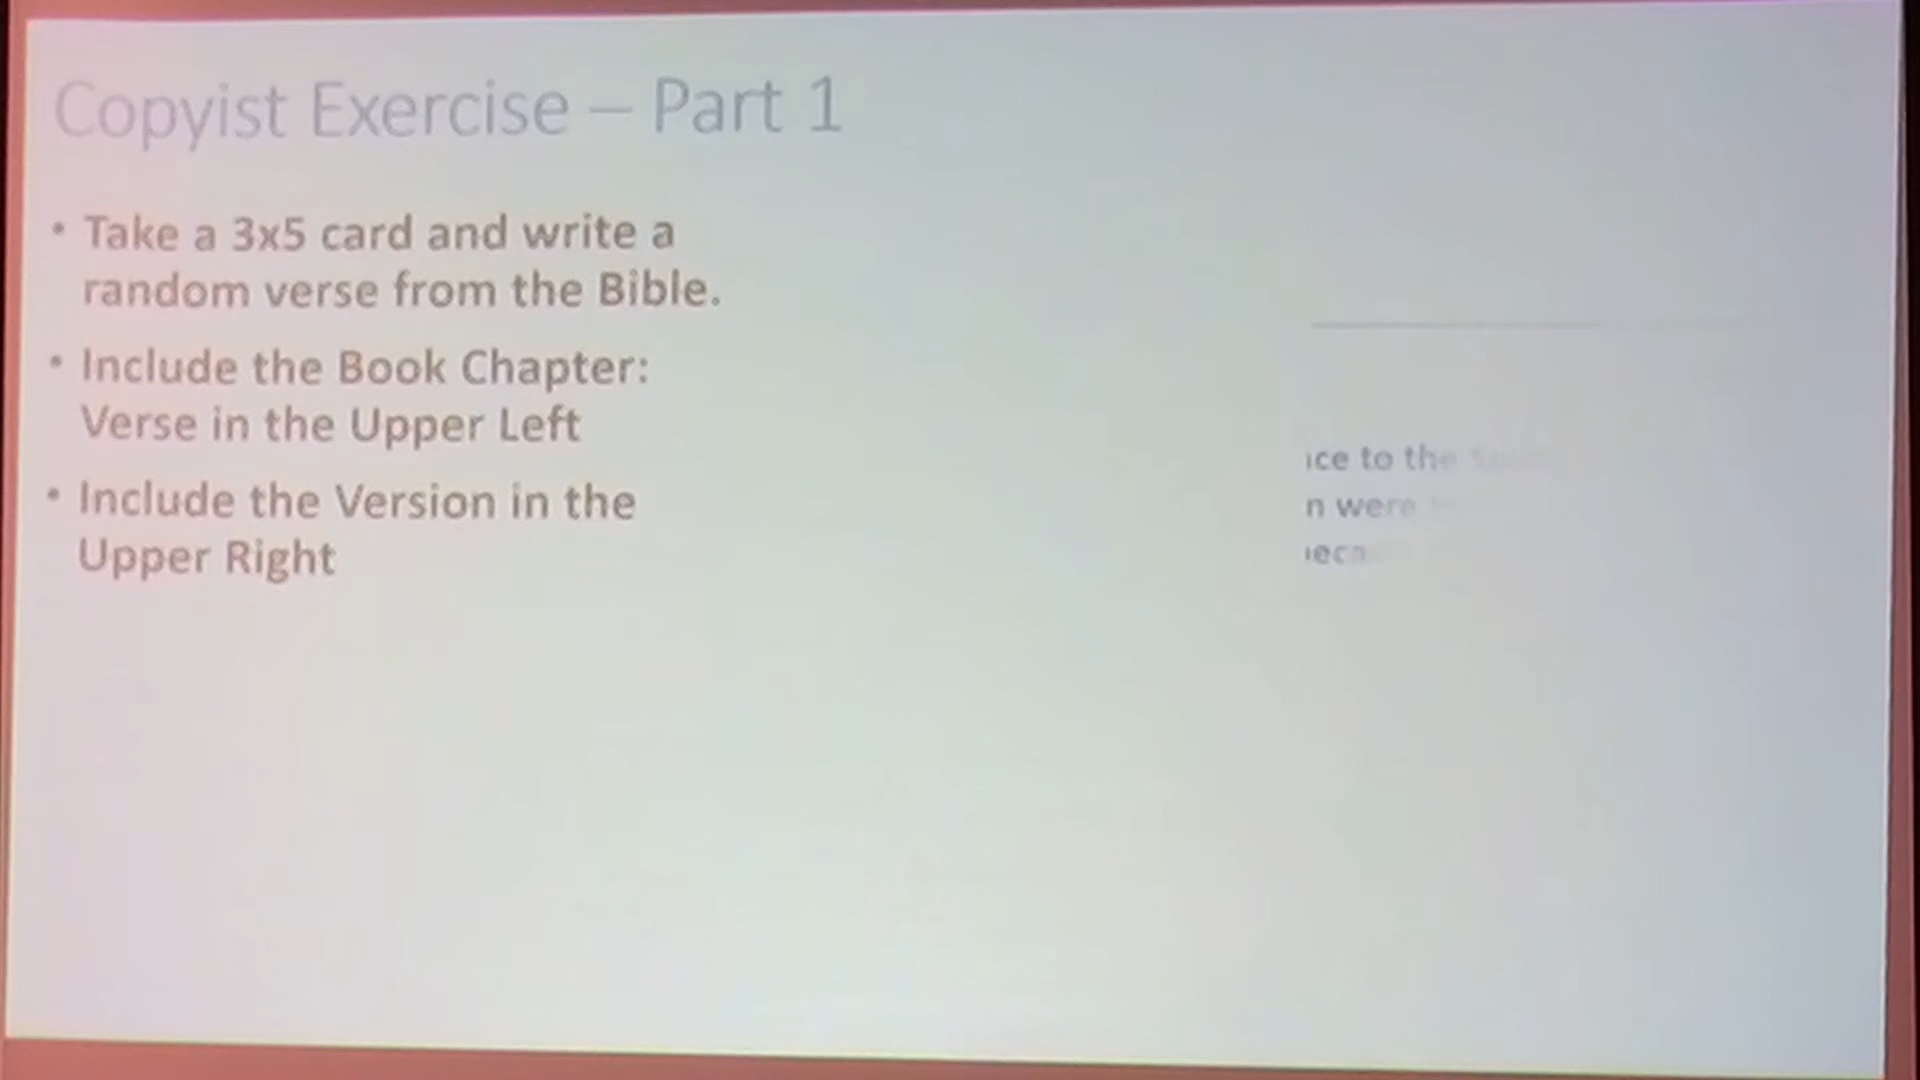 Copyist Exercise – Part 1
• Take a 3x5 card and write a
random verse from the Bible.
• Include the Book Chapter:
Verse in the Upper Left
• Include the Version in the
Upper Right
to the
were